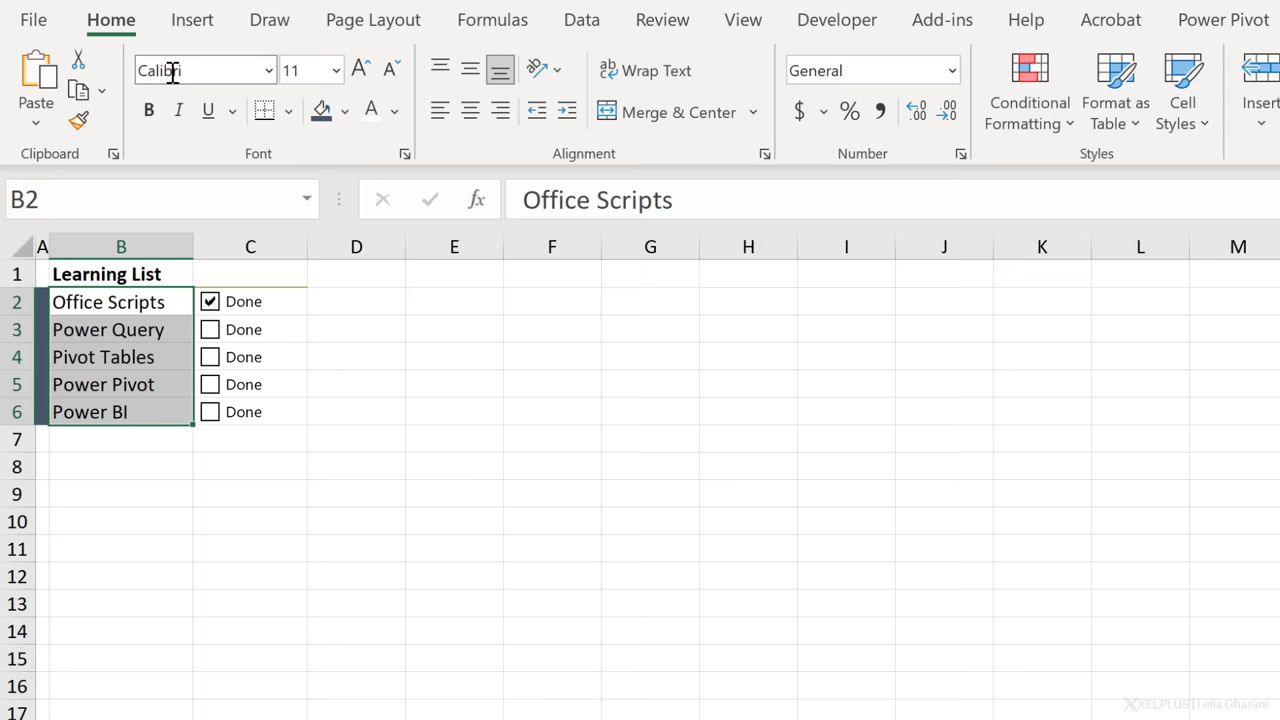 File Home Insert Draw Page Layout Formulas Data Review View Developer Add-ins Help Acrobat Power Pivot
Calibri 11 ab Wrap Text General
Paste B I U A Merge & Center $ % Conditional Formatting Format as Table Cell Styles Insert
Clipboard Font Alignment Number Styles
B2 fx Office Scripts
A B C D E F G H I J K L M
1 Learning List
2 Office Scripts Done
3 Power Query Done
4 Pivot Tables Done
5 Power Pivot Done
6 Power BI Done
7
8
9
10
11
12
13
14
15
16
17
XELPLUS | Leila Gharani